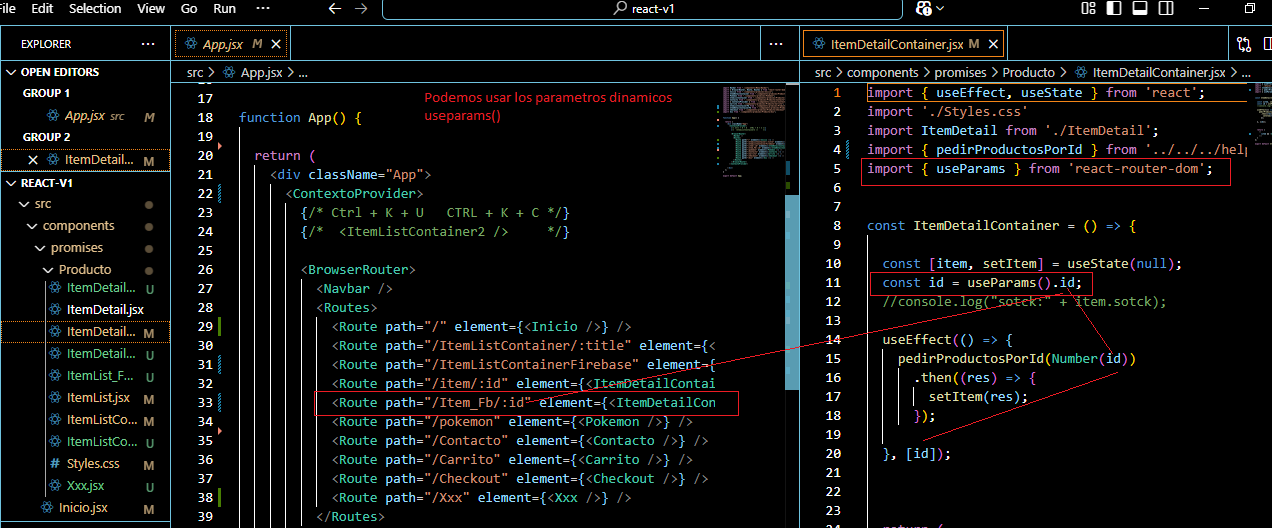 File Edit Selection View Go Run ··· react-v1
EXPLORER ···
OPEN EDITORS
GROUP 1
App.jsx src M
GROUP 2
ItemDetail... M
REACT-V1
src
components
promises
Producto
ItemDetail... U
ItemDetail.jsx
ItemDetail... M
ItemDetail... U
ItemList_F... U
ItemList.jsx M
ItemListCo... M
ItemListCo... U
Styles.css M
Xxx.jsx U
Inicio.jsx M
App.jsx M
src > App.jsx > ...
Podemos usar los parametros dinamicos
useparams()
17
18 function App() {
19
20 return (
21 <div className="App">
22 <ContextoProvider>
23 {/* Ctrl + K + U CTRL + K + C */}
24 {/* <ItemListContainer2 /> */}
25
26 <BrowserRouter>
27 <Navbar />
28 <Routes>
29 <Route path="/" element={<Inicio />} />
30 <Route path="/ItemListContainer/:title" element={<
31 <Route path="/ItemListContainerFirebase" element={
32 <Route path="/item/:id" element={<ItemDetailContai
33 <Route path="/Item_Fb/:id" element={<ItemDetailCon
34 <Route path="/pokemon" element={<Pokemon />} />
35 <Route path="/Contacto" element={<Contacto />} />
36 <Route path="/Carrito" element={<Carrito />} />
37 <Route path="/Checkout" element={<Checkout />} />
38 <Route path="/Xxx" element={<Xxx />} />
39 </Routes>
ItemDetailContainer.jsx M
src > components > promises > Producto > ItemDetailContainer.jsx > ...
1 import { useEffect, useState } from 'react';
2 import './Styles.css'
3 import ItemDetail from './ItemDetail';
4 import { pedirProductosPorId } from '../../../help
5 import { useParams } from 'react-router-dom';
6
7
8 const ItemDetailContainer = () => {
9
10 const [item, setItem] = useState(null);
11 const id = useParams().id;
12 //console.log("sotck:" + item.sotck);
13
14 useEffect(() => {
15 pedirProductosPorId(Number(id))
16 .then((res) => {
17 setItem(res);
18 });
19
20 }, [id]);
21
22
23